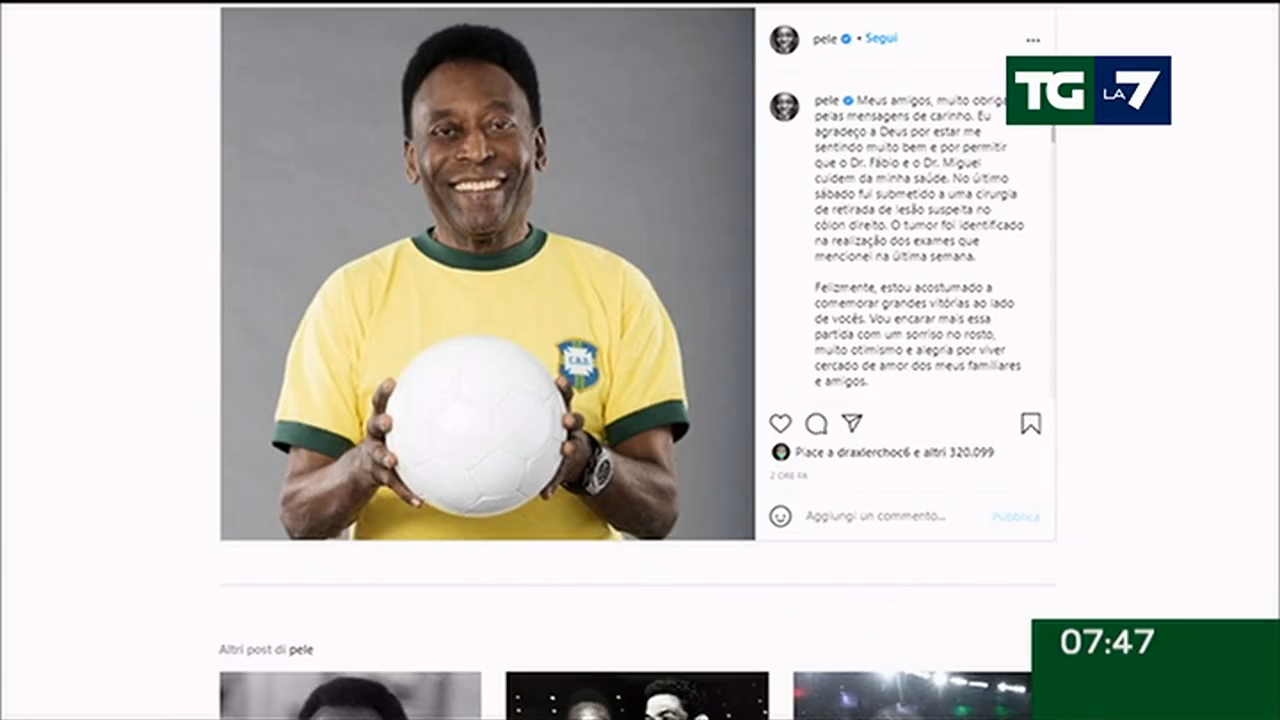 pele • Segui
TG LA 7
pele Meus amigos, muito obriga
pelas mensagens de carinho. Eu
agradeço a Deus por estar me
sentindo muito bem e por permitir
que o Dr. Fábio e o Dr. Miguel
cuidem da minha saúde. No último
sábado fui submetido a uma cirurgia
de retirada de lesão suspeita no
cólon direito. O tumor foi identificado
na realização dos exames que
mencionei na última semana.
Felizmente, estou acostumado a
comemorar grandes vitórias ao lado
de vocês. Vou encarar mais essa
partida com um sorriso no rosto,
muito otimismo e alegria por viver
cercado de amor dos meus familiares
e amigos.
C.B.D.
Piace a draxlerchoc6 e altri 320.099
2 ORE FA
Aggiungi un commento... Pubblica
Altri post di pele
07:47